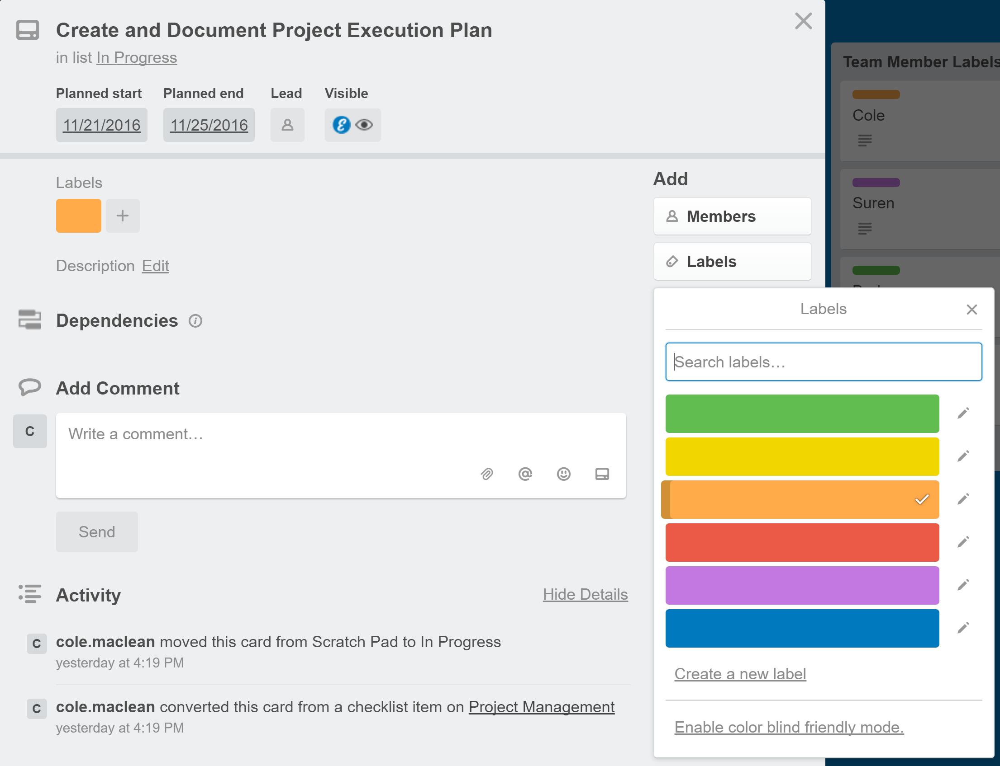 Create and Document Project Execution Plan
in list In Progress
Planned start Planned end Lead Visible
11/21/2016 11/25/2016
Labels
Description Edit
Dependencies
Add Comment
C
Write a comment…
Send
Activity
Hide Details
C
cole.maclean moved this card from Scratch Pad to In Progress
yesterday at 4:19 PM
C
cole.maclean converted this card from a checklist item on Project Management
yesterday at 4:19 PM
Add
Members
Labels
Labels
Search labels…
Create a new label
Enable color blind friendly mode.
Team Member Labels
Cole
Suren